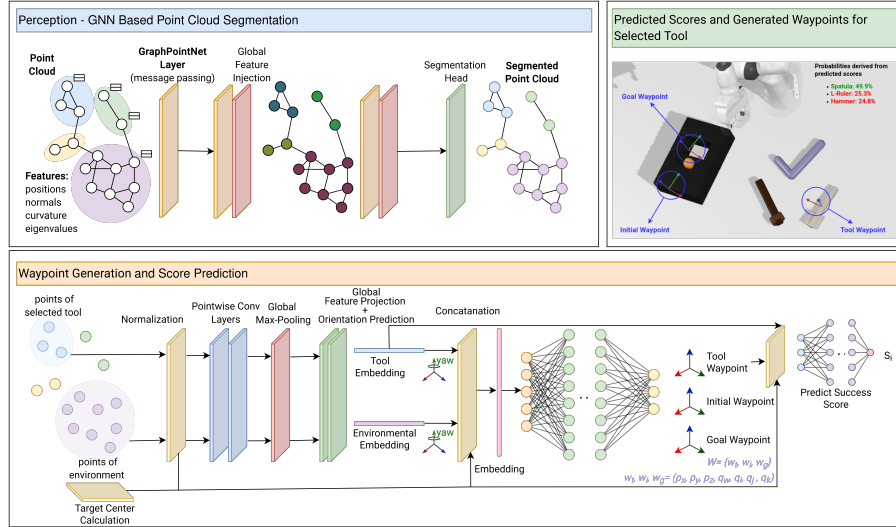 Perception - GNN Based Point Cloud Segmentation
Point
Cloud
GraphPointNet
Layer
(message passing)
Global
Feature
Injection
Segmentation
Head
Segmented
Point Cloud
Features:
positions
normals
curvature
eigenvalues
Predicted Scores and Generated Waypoints for
Selected Tool
Probabilities derived from
predicted scores
• Spatula: 49.9%
• L-Ruler: 25.3%
• Hammer: 24.8%
Goal Waypoint
Initial Waypoint
Tool Waypoint
Waypoint Generation and Score Prediction
points of
selected tool
Normalization
Pointwise Conv
Layers
Global
Max-Pooling
Global
Feature Projection
+
Orientation Prediction
Concatanation
Tool
Embedding
yaw
Environmental
Embedding
yaw
Embedding
points of
environment
Target Center
Calculation
Tool
Waypoint
Initial Waypoint
Goal Waypoint
W= {wt, wi, wg}
wt, wi, wg= (px, py, pz, qw, qi, qj, qk)
Predict Success
Score
Si